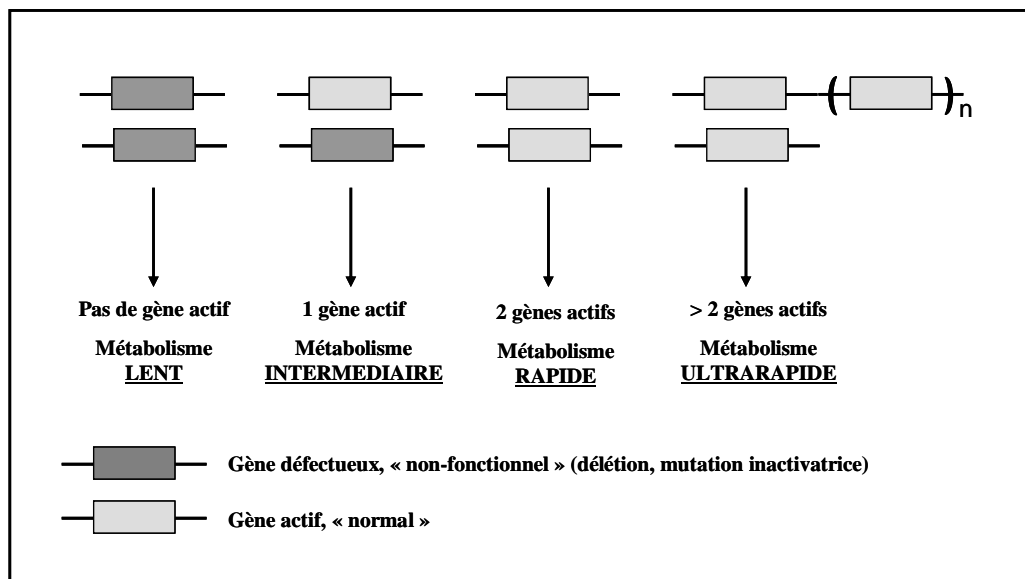 ( )n
Pas de gène actif
Métabolisme
LENT
1 gène actif
Métabolisme
INTERMEDIAIRE
2 gènes actifs
Métabolisme
RAPIDE
> 2 gènes actifs
Métabolisme
ULTRARAPIDE
Gène défectueux, « non-fonctionnel » (délétion, mutation inactivatrice)
Gène actif, « normal »